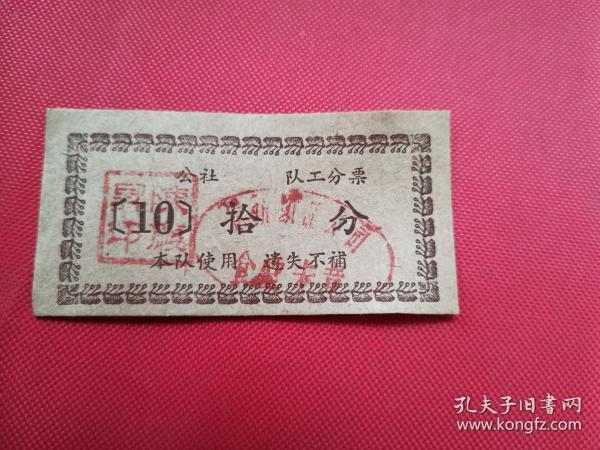 公社 队工分票
〔10〕拾 分
本队使用 遗失不補
孔夫子旧书网
www.kongfz.com